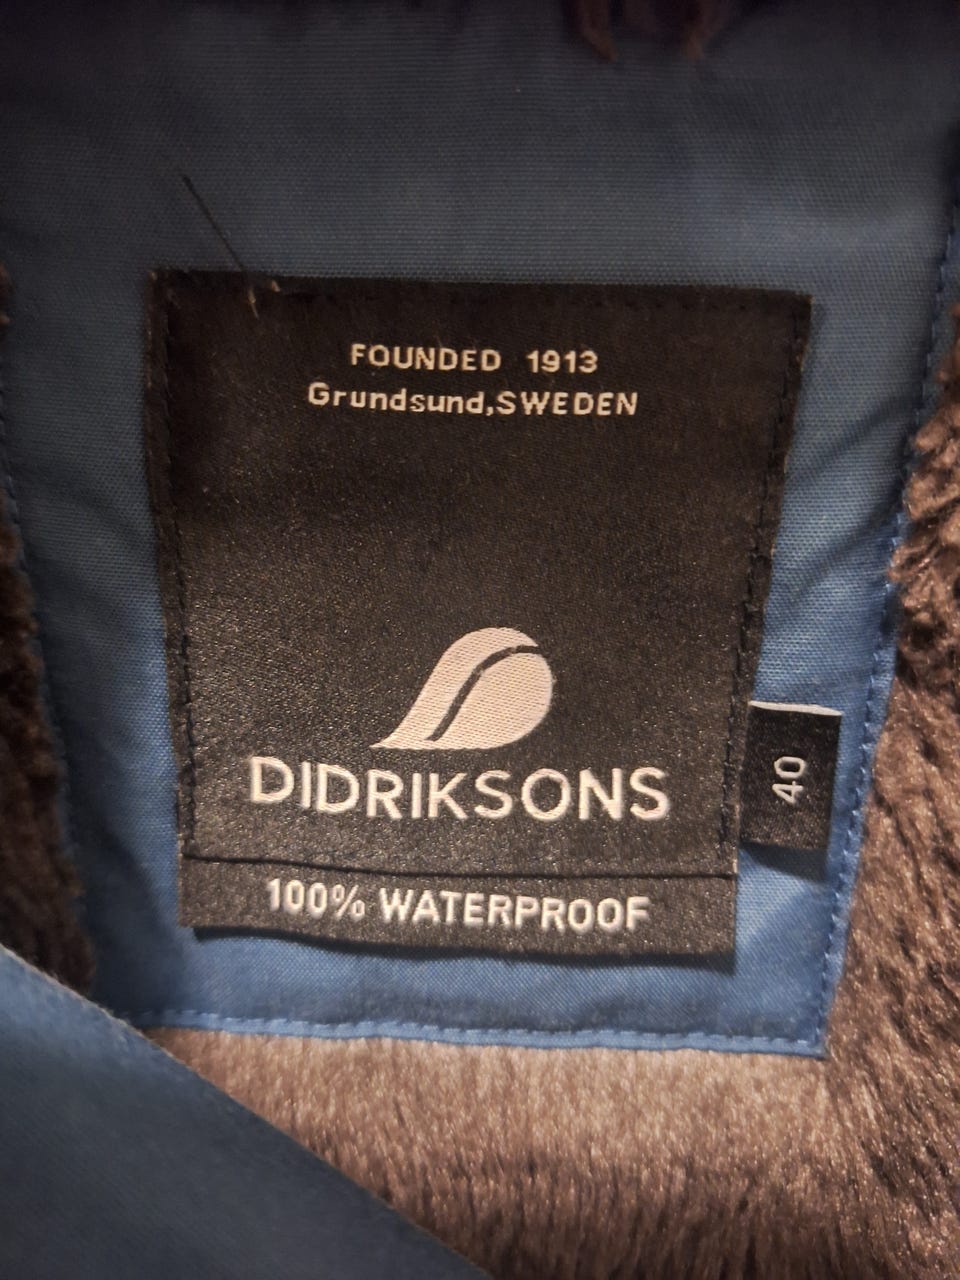 FOUNDED 1913
Grundsund,SWEDEN
DIDRIKSONS
40
100% WATERPROOF